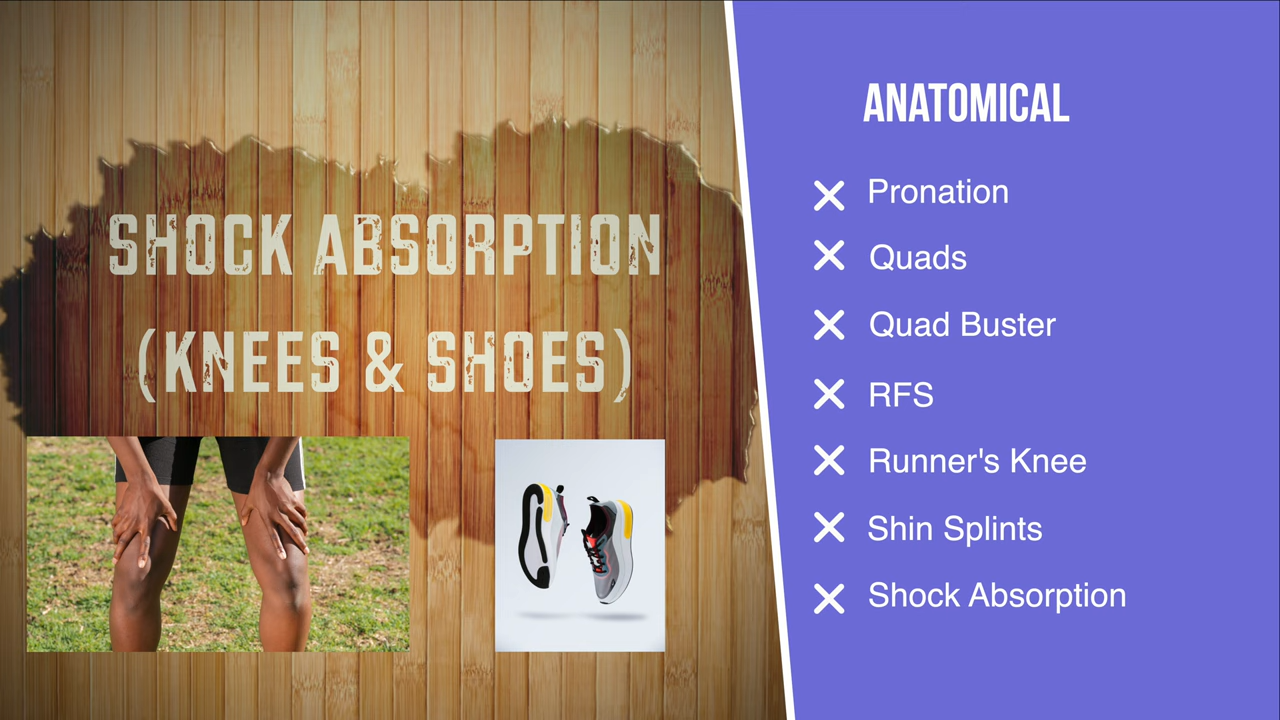 SHOCK ABSORPTION
(KNEES & SHOES)
ANATOMICAL
Pronation
Quads
Quad Buster
RFS
Runner's Knee
Shin Splints
Shock Absorption